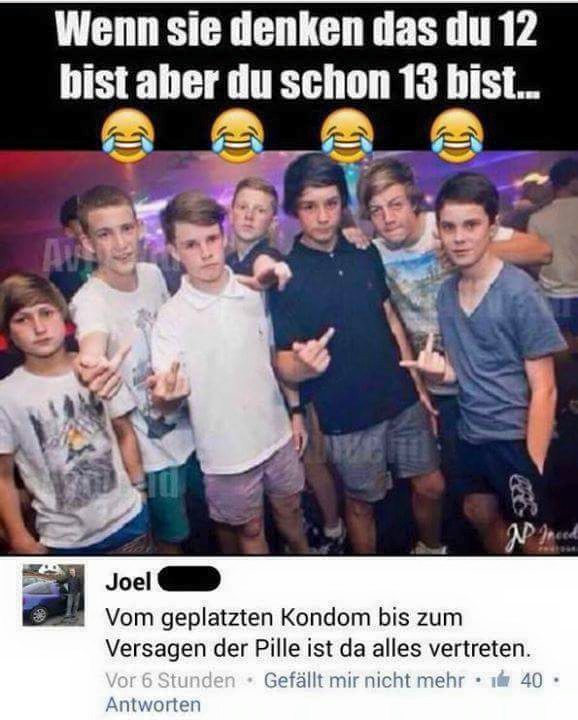 Wenn sie denken das du 12
bist aber du schon 13 bist...
Joel
Vom geplatzten Kondom bis zum
Versagen der Pille ist da alles vertreten.
Vor 6 Stunden • Gefällt mir nicht mehr • 40 •
Antworten